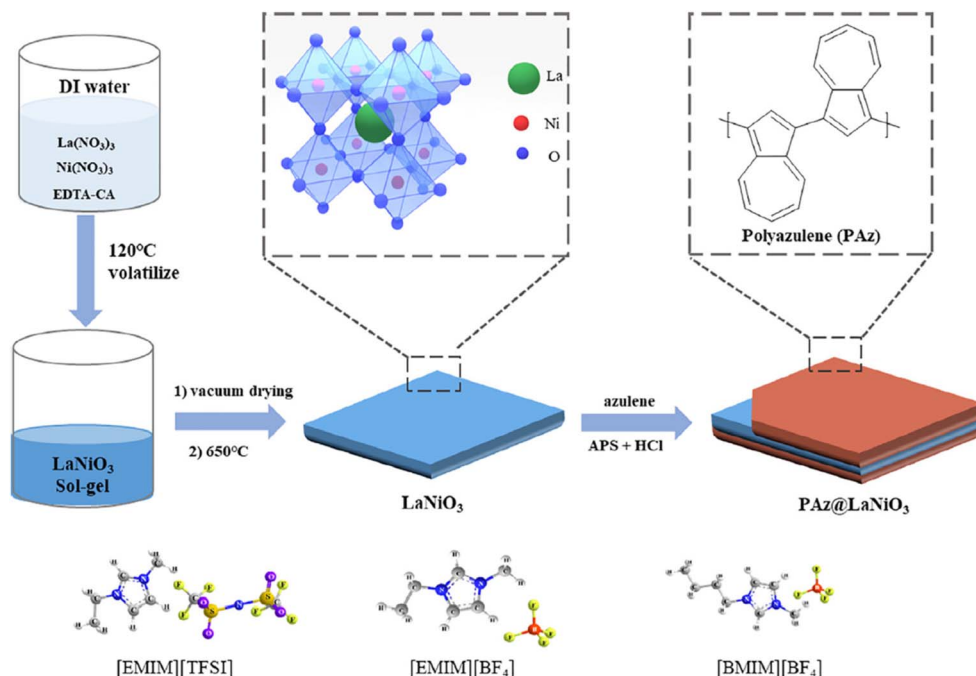 DI water
La(NO₃)₃
Ni(NO₃)₃
EDTA-CA
120°C
volatilize
LaNiO₃
Sol-gel
1) vacuum drying
2) 650°C
La
Ni
O
LaNiO₃
azulene
APS + HCl
Polyazulene (PAz)
PAz@LaNiO₃
[EMIM][TFSI]
[EMIM][BF₄]
[BMIM][BF₄]